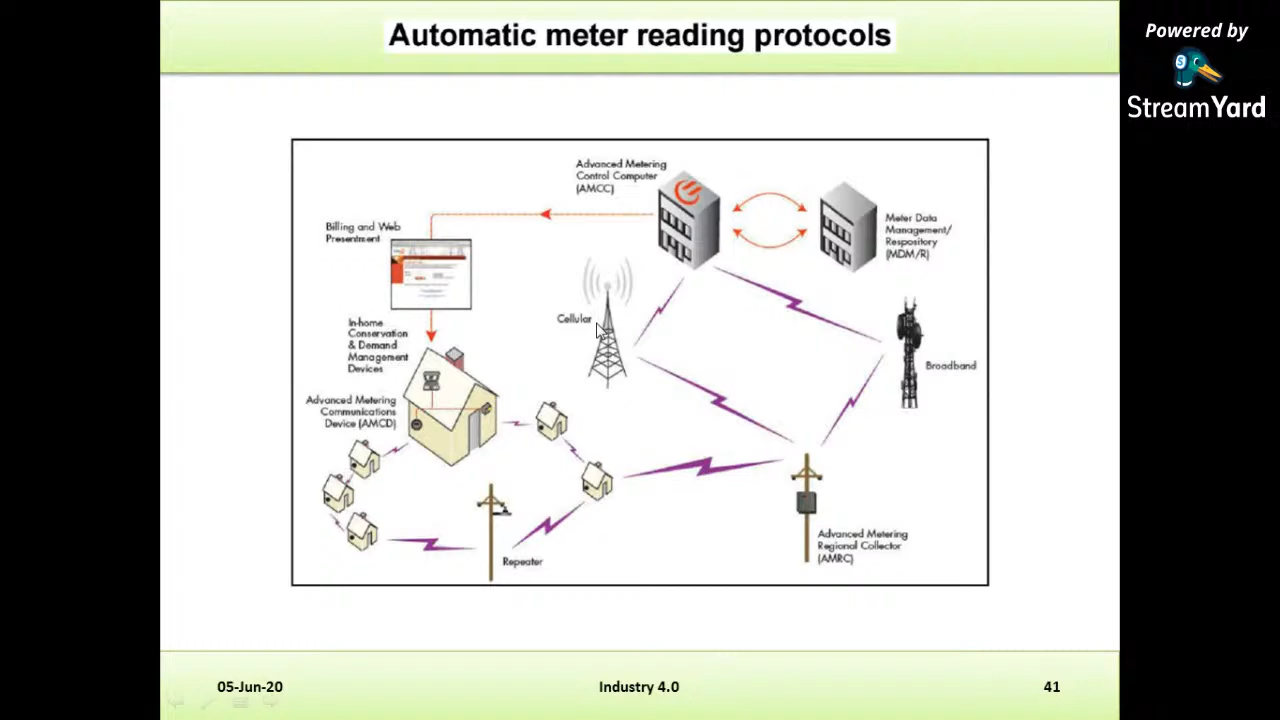 Automatic meter reading protocols
Powered by
StreamYard
Advanced Metering
Control Computer
(AMCC)
Billing and Web
Presentment
Meter Data
Management/
Respository
(MDM/R)
Cellular
In-home
Conservation
& Demand
Management
Devices
Broadband
Advanced Metering
Communications
Device (AMCD)
Repeater
Advanced Metering
Regional Collector
(AMRC)
05-Jun-20
Industry 4.0
41